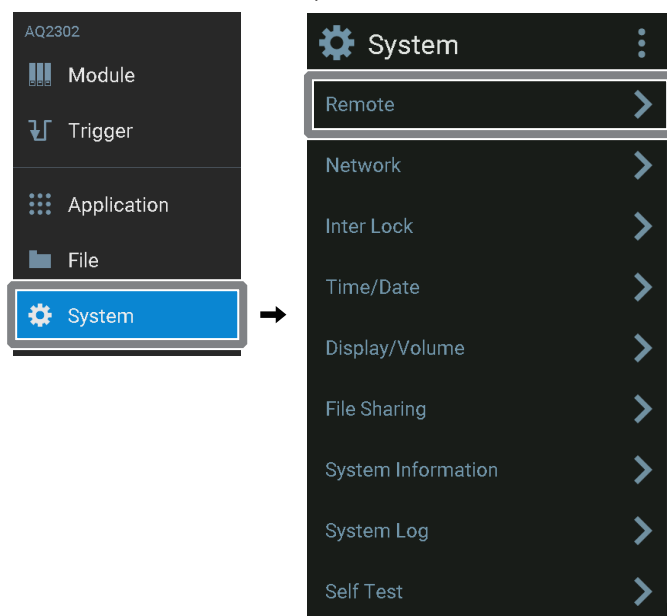 AQ2302
Module
Trigger
Application
File
System
System
Remote
Network
Inter Lock
Time/Date
Display/Volume
File Sharing
System Information
System Log
Self Test